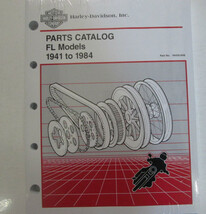 Harley-Davidson, Inc.
PARTS CATALOG
FL Models
1941 to 1984